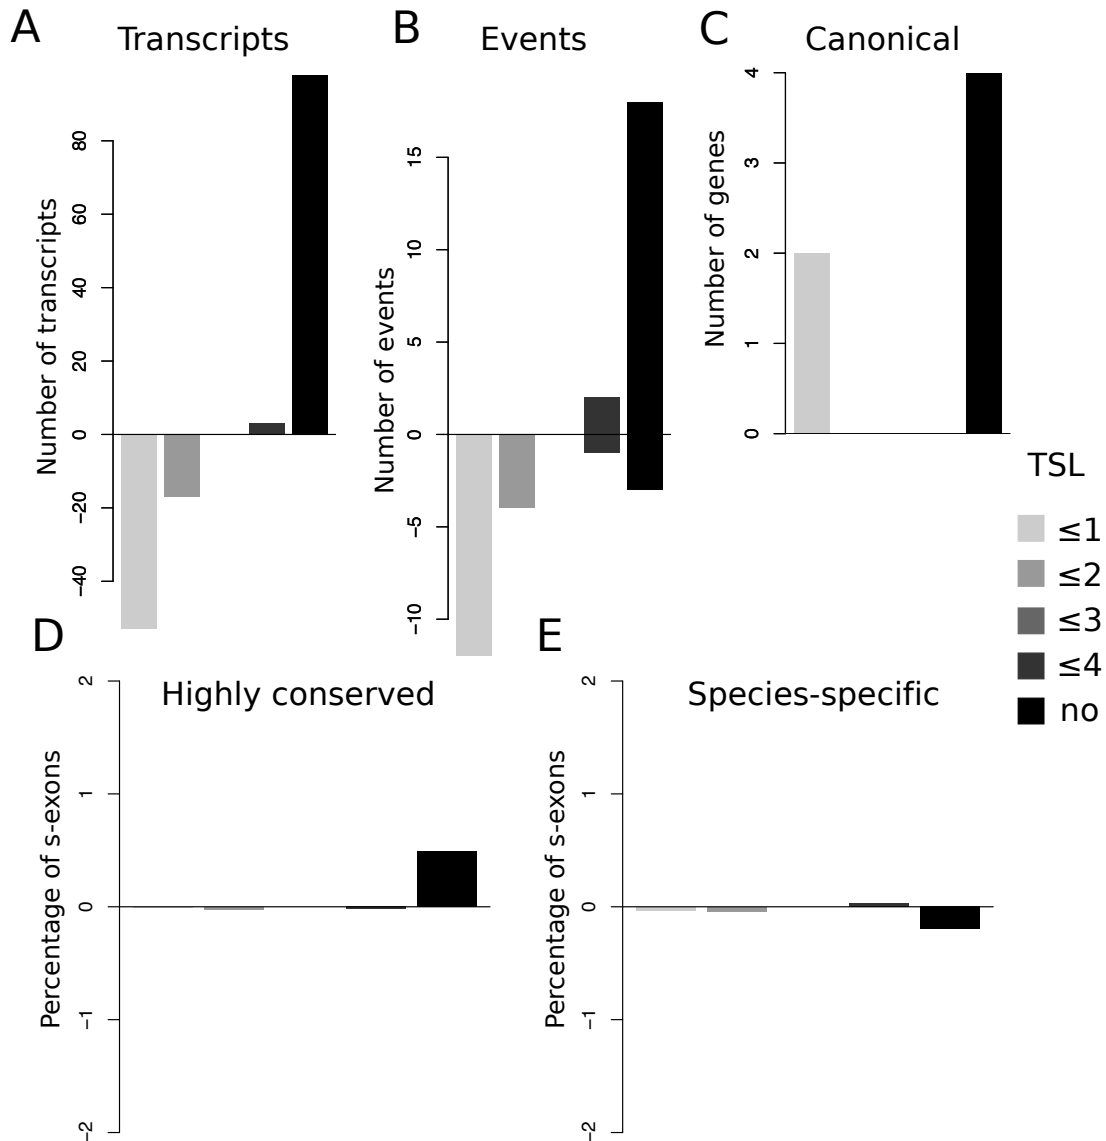 A
Transcripts
Number of transcripts
80
60
40
20
0
−20
−40
B
Events
Number of events
15
10
5
0
−5
−10
C
Canonical
Number of genes
4
3
2
1
0
TSL
≤1
≤2
≤3
≤4
no
D
Highly conserved
Percentage of s-exons
2
1
0
−1
−2
E
Species-specific
Percentage of s-exons
2
1
0
−1
−2